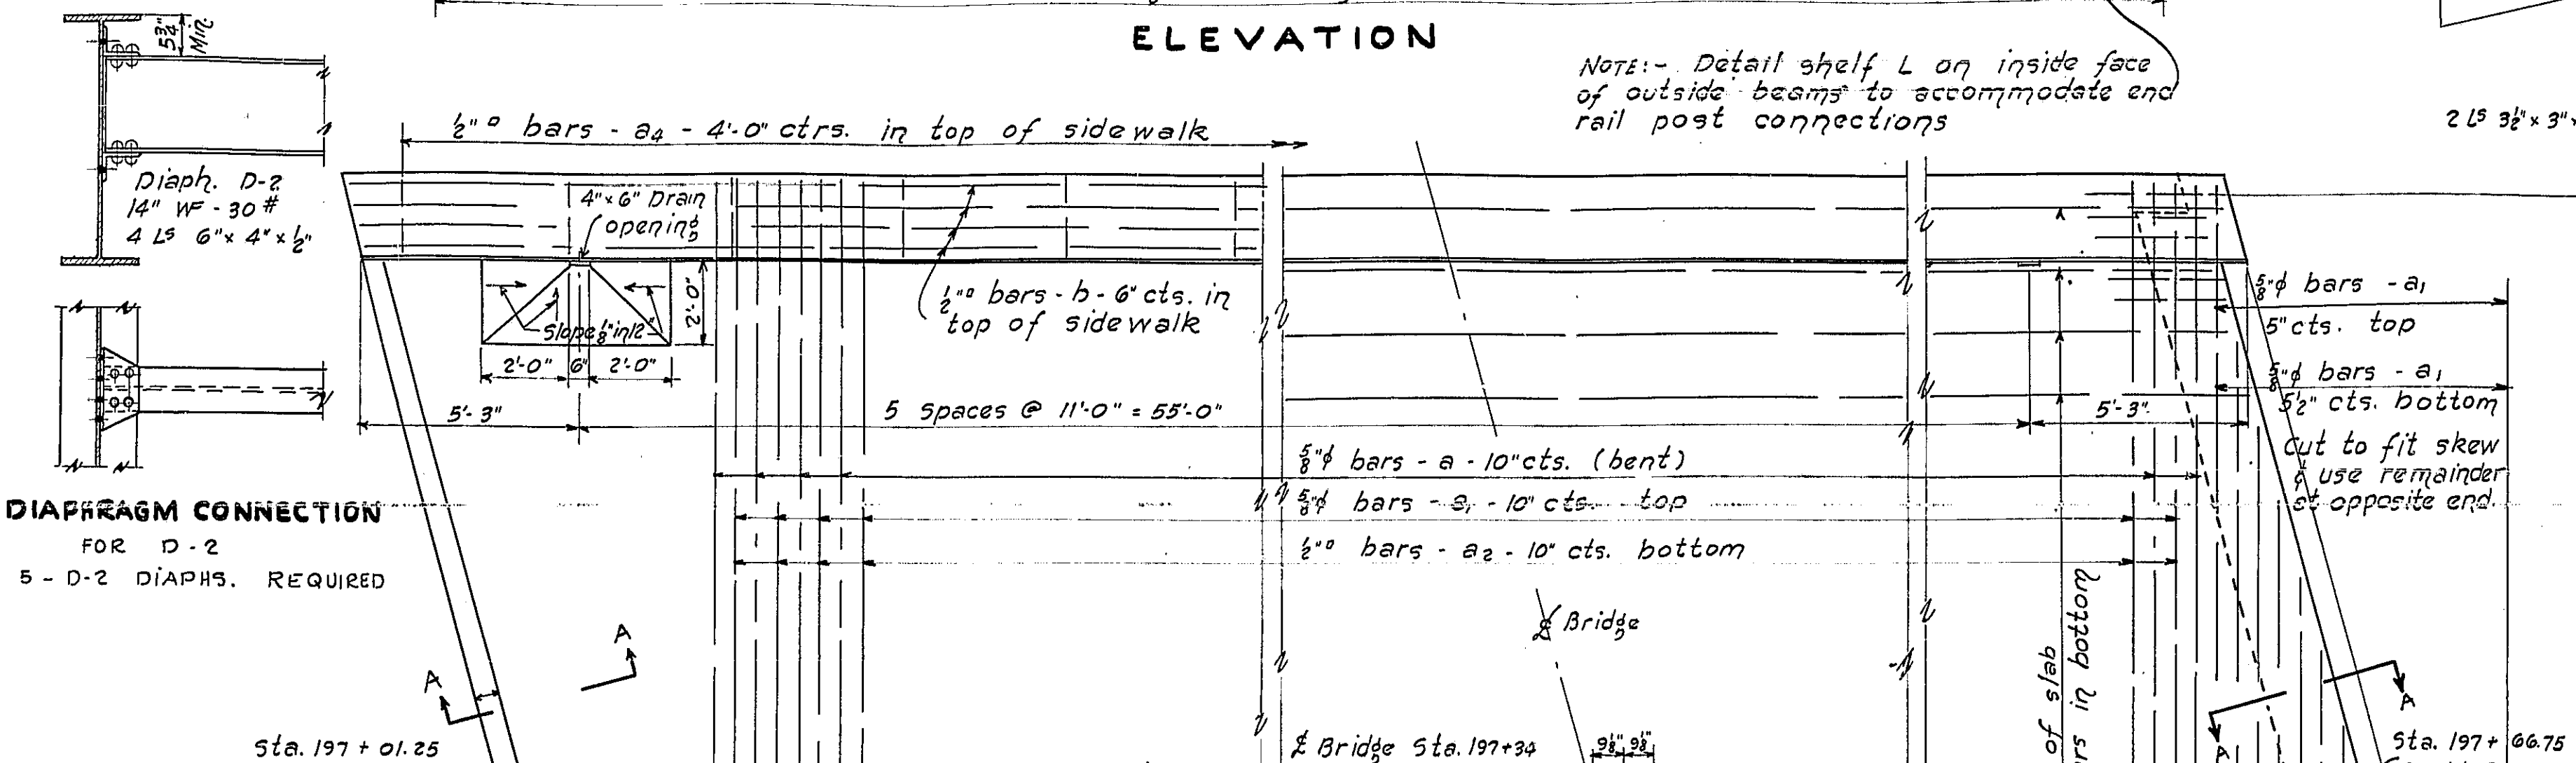 ELEVATION
5¾" Min.
NOTE:- Detail shelf L on inside face
of outside beams to accommodate end
rail post connections
2 Ls 3½" x 3" x
½"▫ bars - a4 - 4'-0" ctrs. in top of sidewalk
Diaph. D-2
14" WF - 30 #
4 Ls 6" x 4" x ½"
4" x 6" Drain
opening
Slope ⅛" in 12"
2'-0"
2'-0" 6" 2'-0"
½"▫ bars - b - 6" cts. in
top of sidewalk
5'-3"
5 Spaces @ 11'-0" = 55'-0"
5'-3"
⅝"ϕ bars - a1
5" cts. top
⅝"ϕ bars - a1
5½" cts. bottom
Cut to fit skew
& use remainder
at opposite end.
⅝"ϕ bars - a - 10" cts. (bent)
⅝"ϕ bars - a1 - 10" cts. top
½"▫ bars - a2 - 10" cts. bottom
DIAPHRAGM CONNECTION
FOR D-2
5 - D-2 DIAPHS. REQUIRED
℄ Bridge
A
A
A
A
of slab
rs in bottom
Sta. 197 + 01.25
℄ Bridge Sta. 197+34
9⅛" 9⅛"
Sta. 197 + 66.75